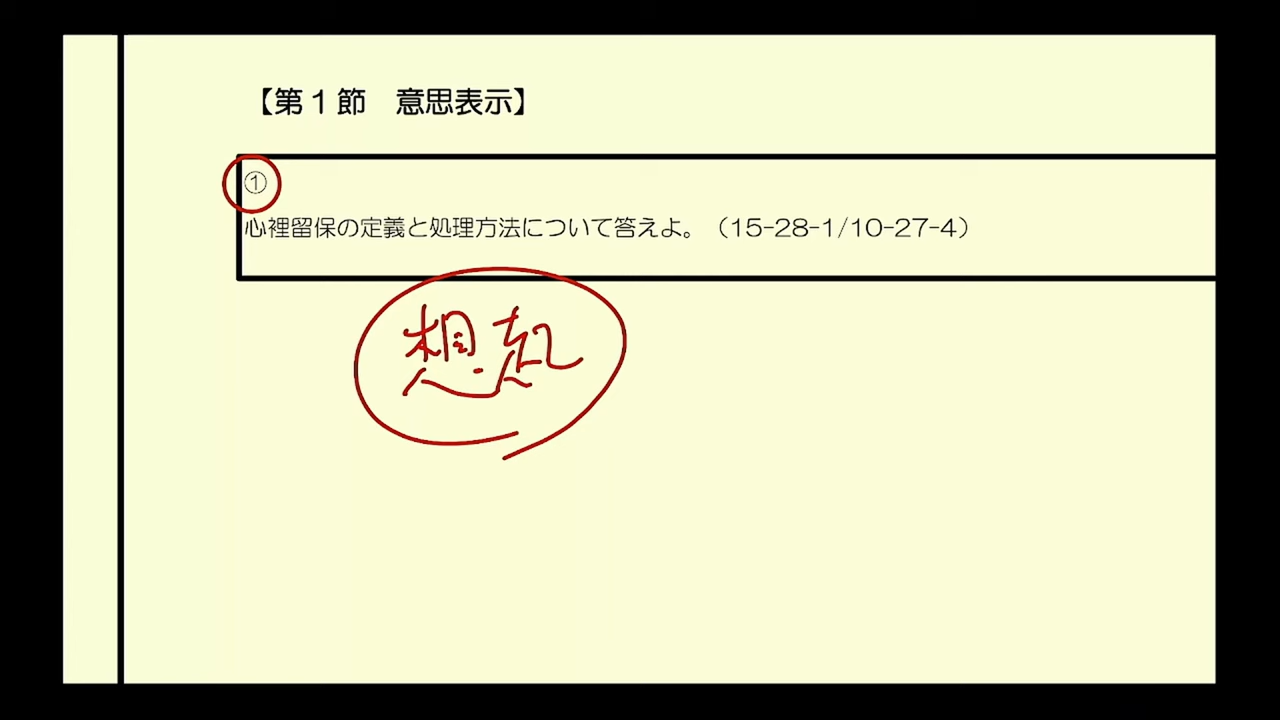 【第1節　意思表示】
①
心裡留保の定義と処理方法について答えよ。（15-28-1/10-27-4）
想起